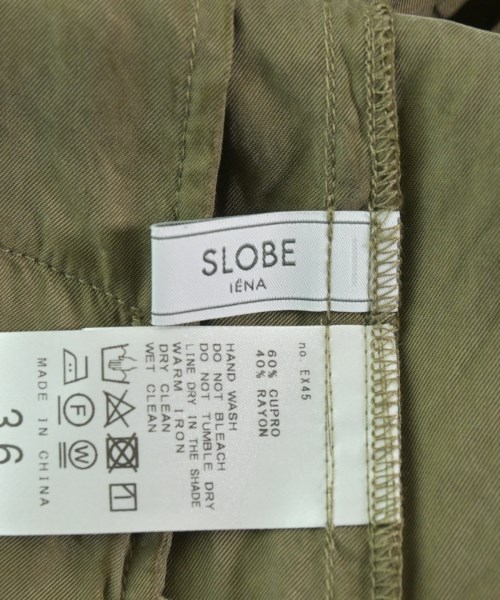 SLOBE
IÉNA
no. EX45
60% CUPRO
40% RAYON
HAND WASH
DO NOT BLEACH
DO NOT TUMBLE DRY
LINE DRY IN THE SHADE
WARM IRON
DRY CLEAN
WET CLEAN
F
W
MADE IN CHINA
36